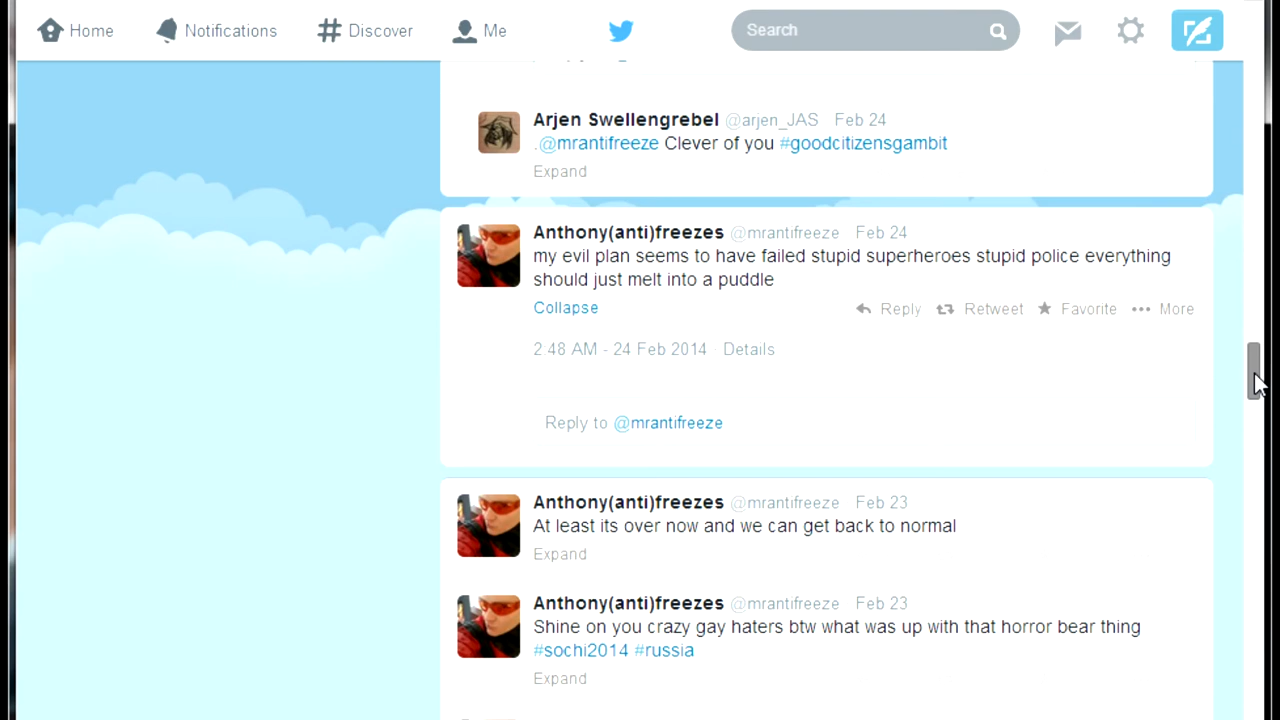 Home Notifications Discover Me Search
Arjen Swellengrebel @arjen_JAS Feb 24
.@mrantifreeze Clever of you #goodcitizensgambit
Expand
Anthony(anti)freezes @mrantifreeze Feb 24
my evil plan seems to have failed stupid superheroes stupid police everything
should just melt into a puddle
Collapse Reply Retweet Favorite More
2:48 AM - 24 Feb 2014 · Details
Reply to @mrantifreeze
Anthony(anti)freezes @mrantifreeze Feb 23
At least its over now and we can get back to normal
Expand
Anthony(anti)freezes @mrantifreeze Feb 23
Shine on you crazy gay haters btw what was up with that horror bear thing
#sochi2014 #russia
Expand